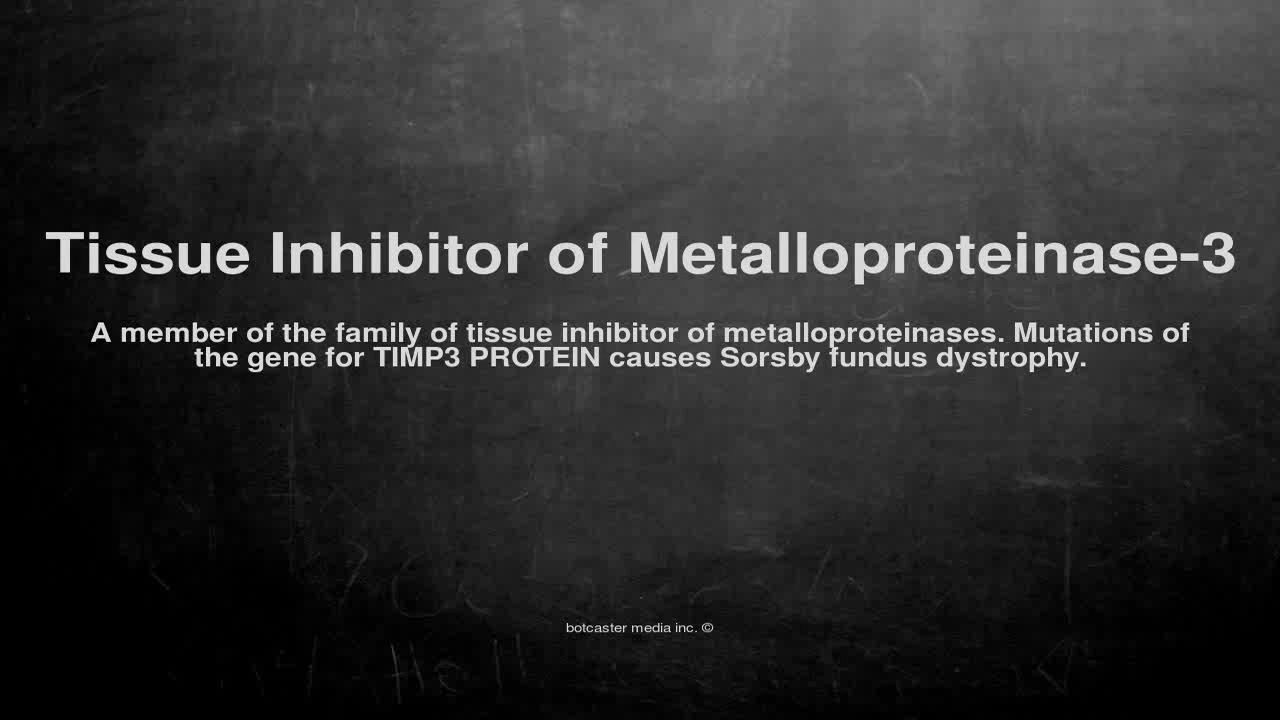 Tissue Inhibitor of Metalloproteinase-3
A member of the family of tissue inhibitor of metalloproteinases. Mutations of
the gene for TIMP3 PROTEIN causes Sorsby fundus dystrophy.
botcaster media inc. ©